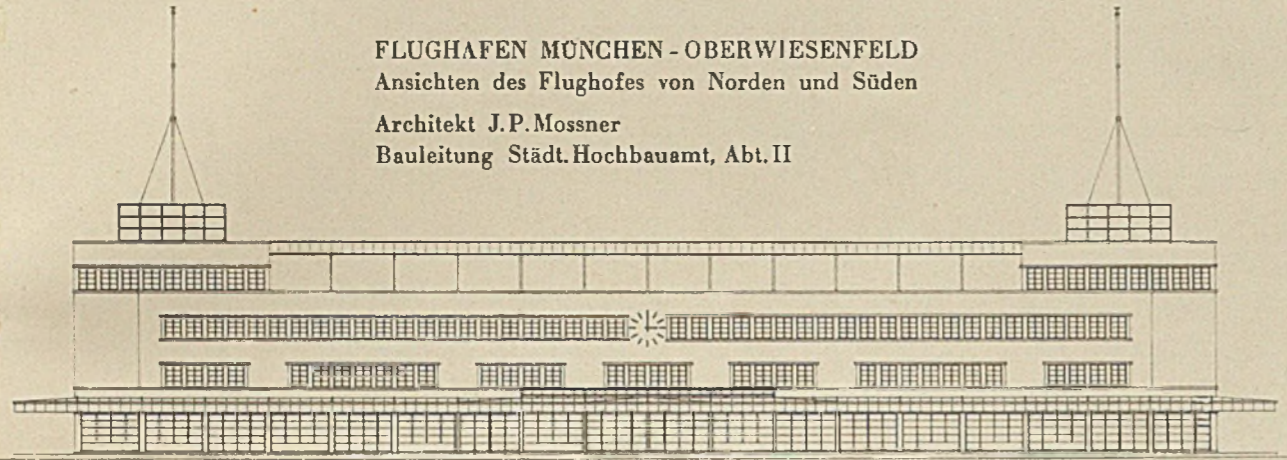 FLUGHAFEN MÜNCHEN - OBERWIESENFELD
Ansichten des Flughofes von Norden und Süden
Architekt J. P. Mossner
Bauleitung Städt. Hochbauamt, Abt. II